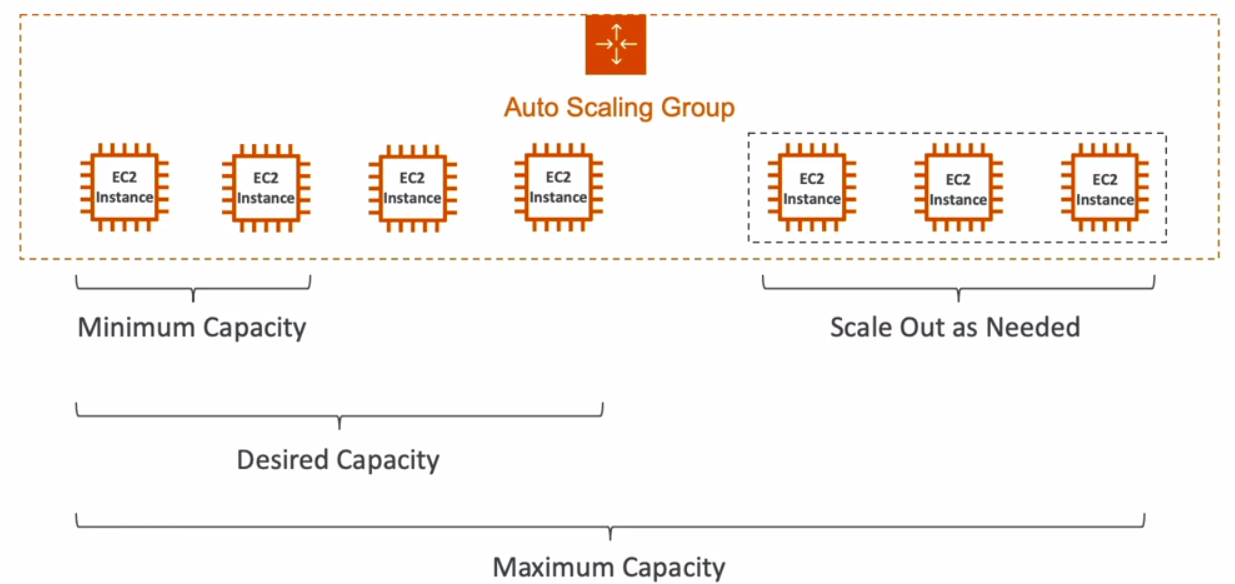 Auto Scaling Group
EC2
Instance
EC2
Instance
EC2
Instance
EC2
Instance
EC2
Instance
EC2
Instance
EC2
Instance
Minimum Capacity
Scale Out as Needed
Desired Capacity
Maximum Capacity